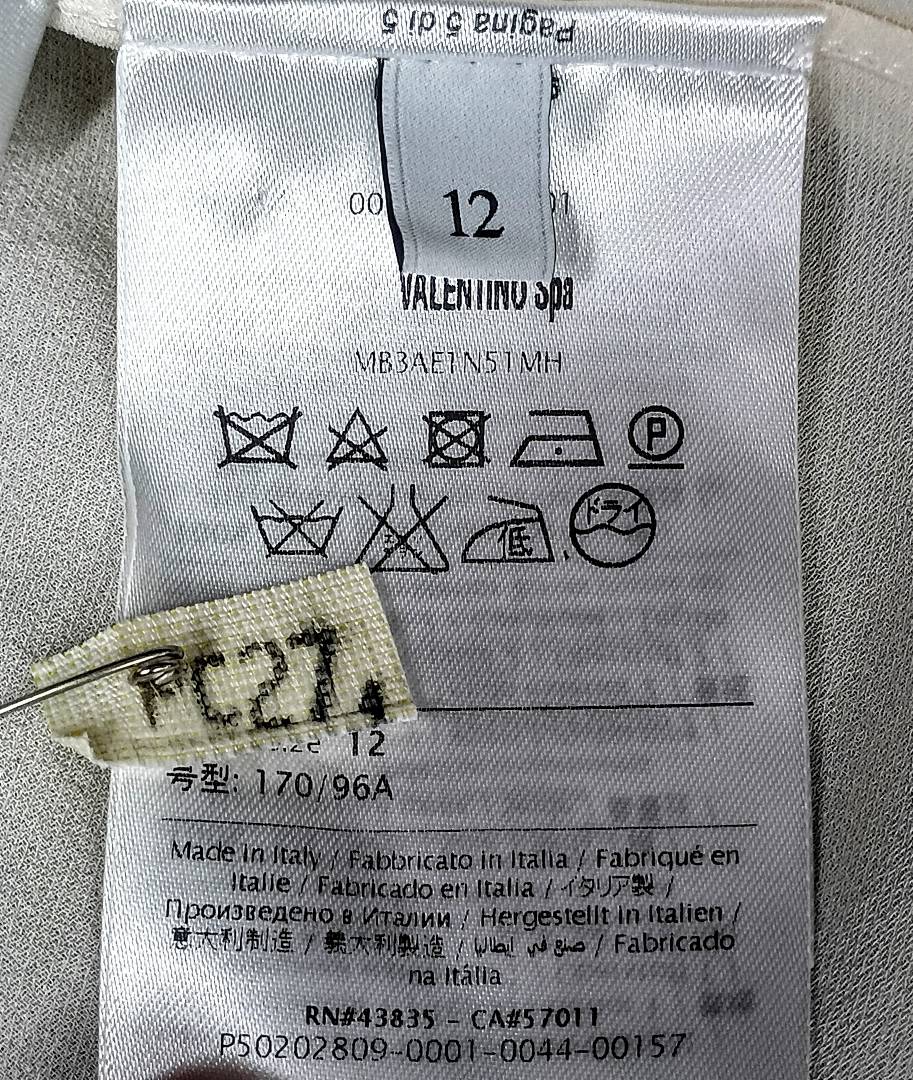 Pagina 5 di 5
00
12
VALENTINO Spa
MB3AE1N51MH
P
ドライ
低
FC27
12
号型: 170/96A
Made in Italy / Fabbricato in Italia / Fabriqué en
Italie / Fabricado en Italia / イタリア製 /
Произведено в Италии / Hergestellt in Italien /
意大利制造 / 義大利製造 / صنع في إيطاليا / Fabricado
na Itália
RN#43835 - CA#57011
P50202809-0001-0044-00157